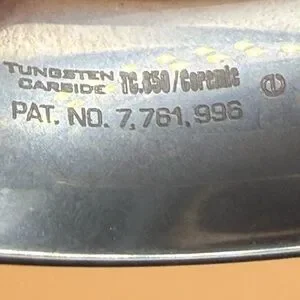 TUNGSTEN CARBIDE TC.850/Ceramic
PAT. NO. 7,761,996